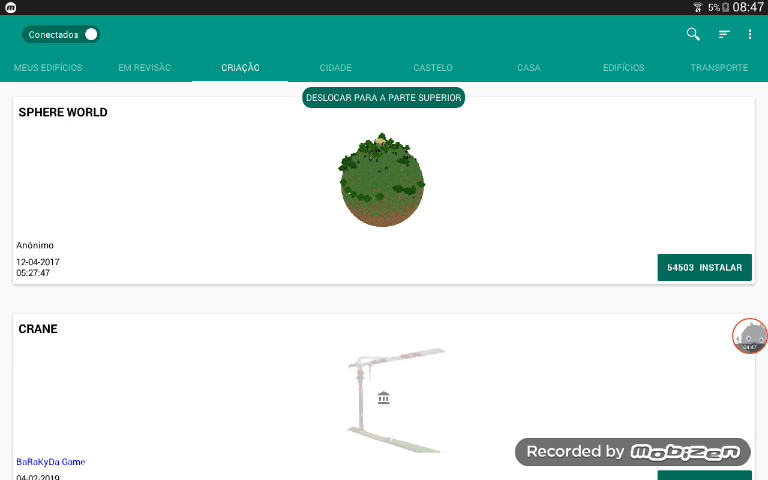 5% 08:47
Conectados
MEUS EDIFÍCIOS EM REVISÃO CRIAÇÃO CIDADE CASTELO CASA EDIFÍCIOS TRANSPORTE
DESLOCAR PARA A PARTE SUPERIOR
SPHERE WORLD
Anônimo
12-04-2017
05:27:47
54503 INSTALAR
CRANE
04:47
BaRaKyDa Game
Recorded by mobizen
04-02-2019